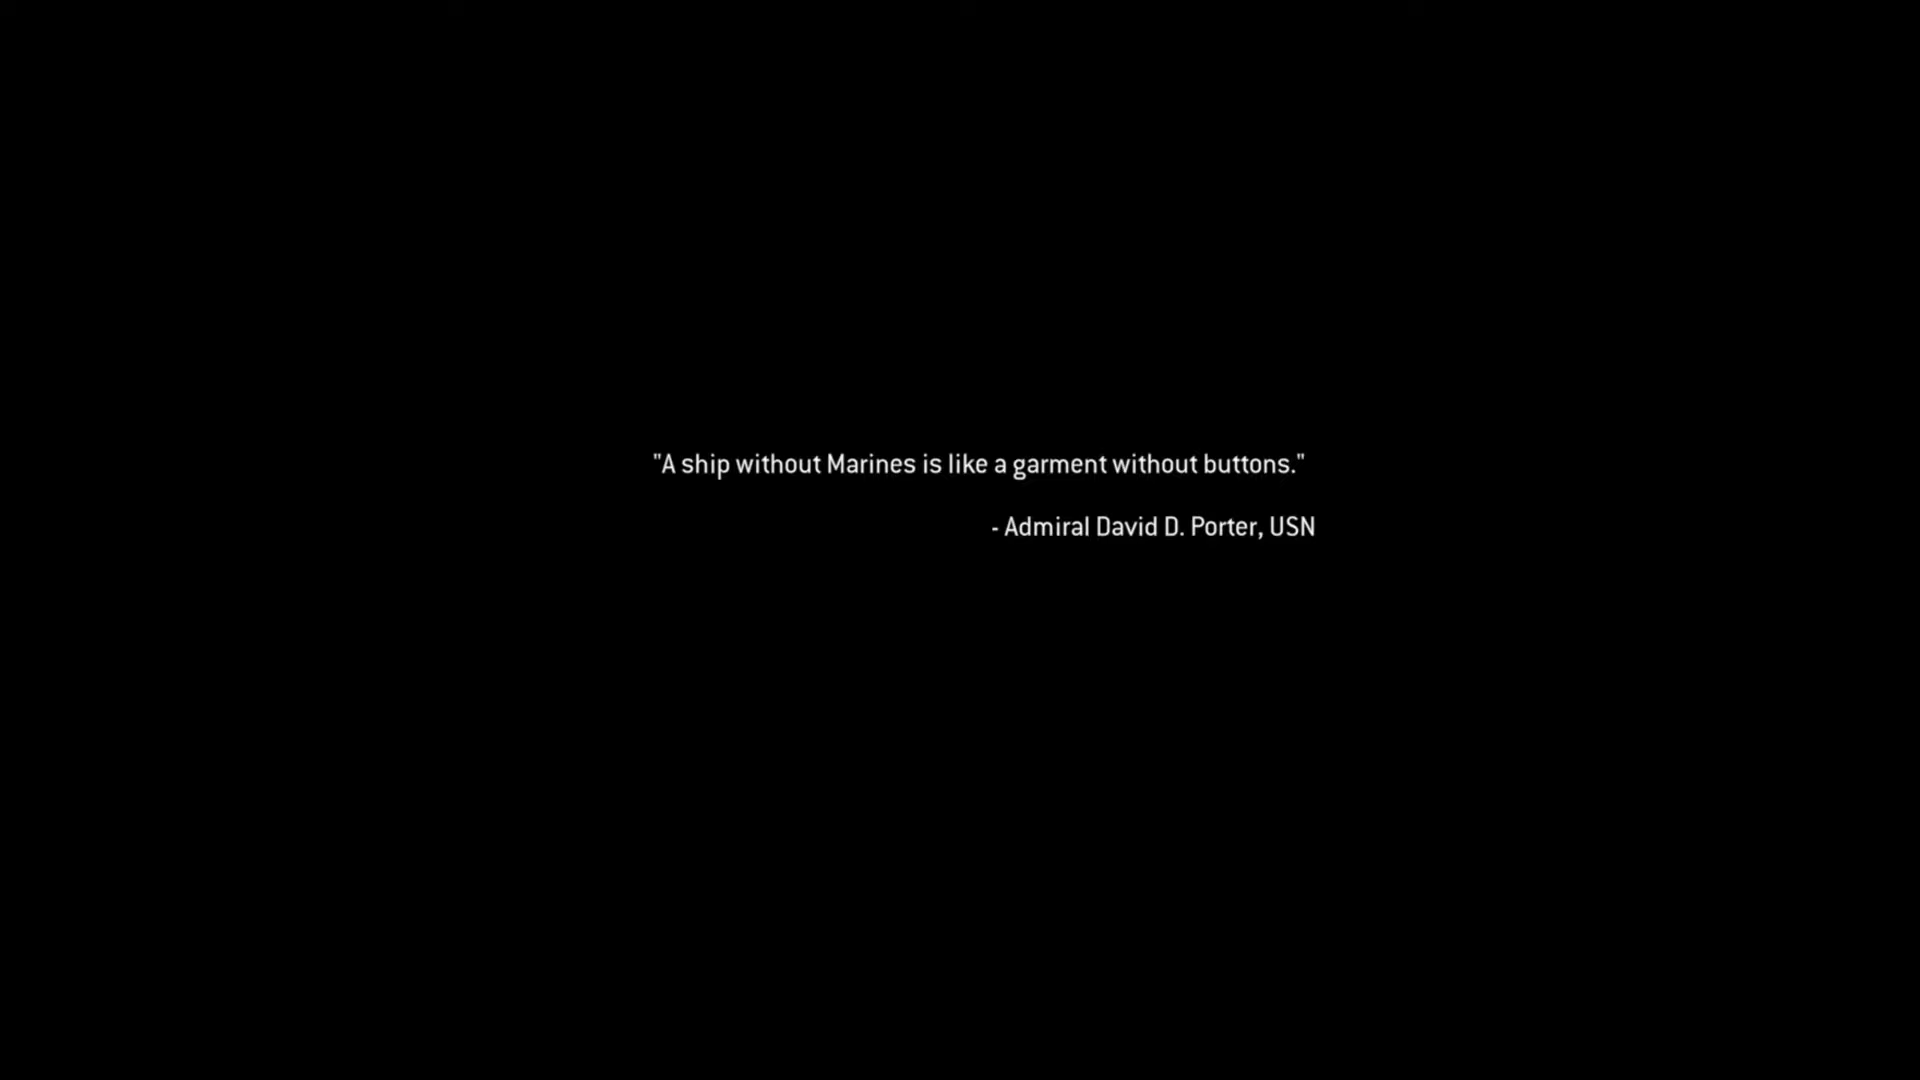 "A ship without Marines is like a garment without buttons."
- Admiral David D. Porter, USN